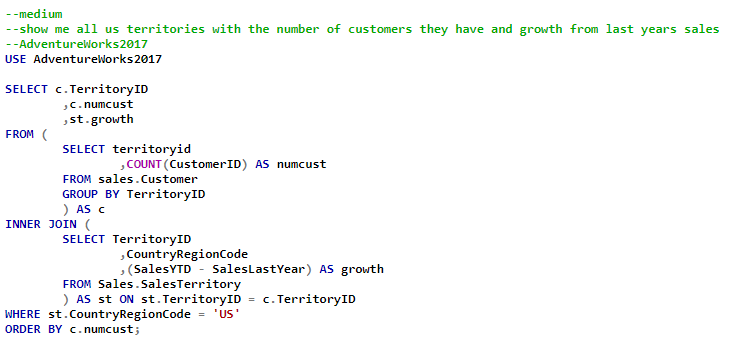 --medium
--show me all us territories with the number of customers they have and growth from last years sales
--AdventureWorks2017
USE AdventureWorks2017
SELECT c.TerritoryID
,c.numcust
,st.growth
FROM (
SELECT territoryid
,COUNT(CustomerID) AS numcust
FROM sales.Customer
GROUP BY TerritoryID
) AS c
INNER JOIN (
SELECT TerritoryID
,CountryRegionCode
,(SalesYTD - SalesLastYear) AS growth
FROM Sales.SalesTerritory
) AS st ON st.TerritoryID = c.TerritoryID
WHERE st.CountryRegionCode = 'US'
ORDER BY c.numcust;